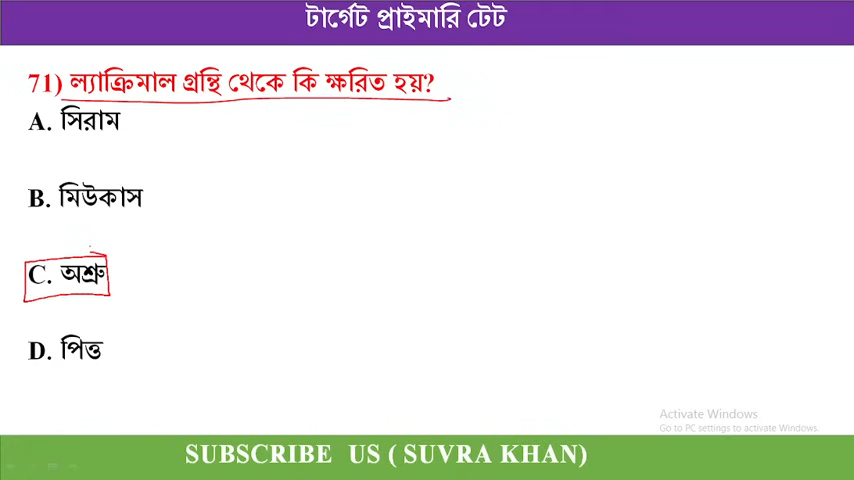 টার্গেট প্রাইমারি টেট
71) ল্যাক্রিমাল গ্রন্থি থেকে কি ক্ষরিত হয়?
A. সিরাম
B. মিউকাস
C. অশ্রু
D. পিত্ত
Activate Windows
Go to PC settings to activate Windows.
SUBSCRIBE US ( SUVRA KHAN)